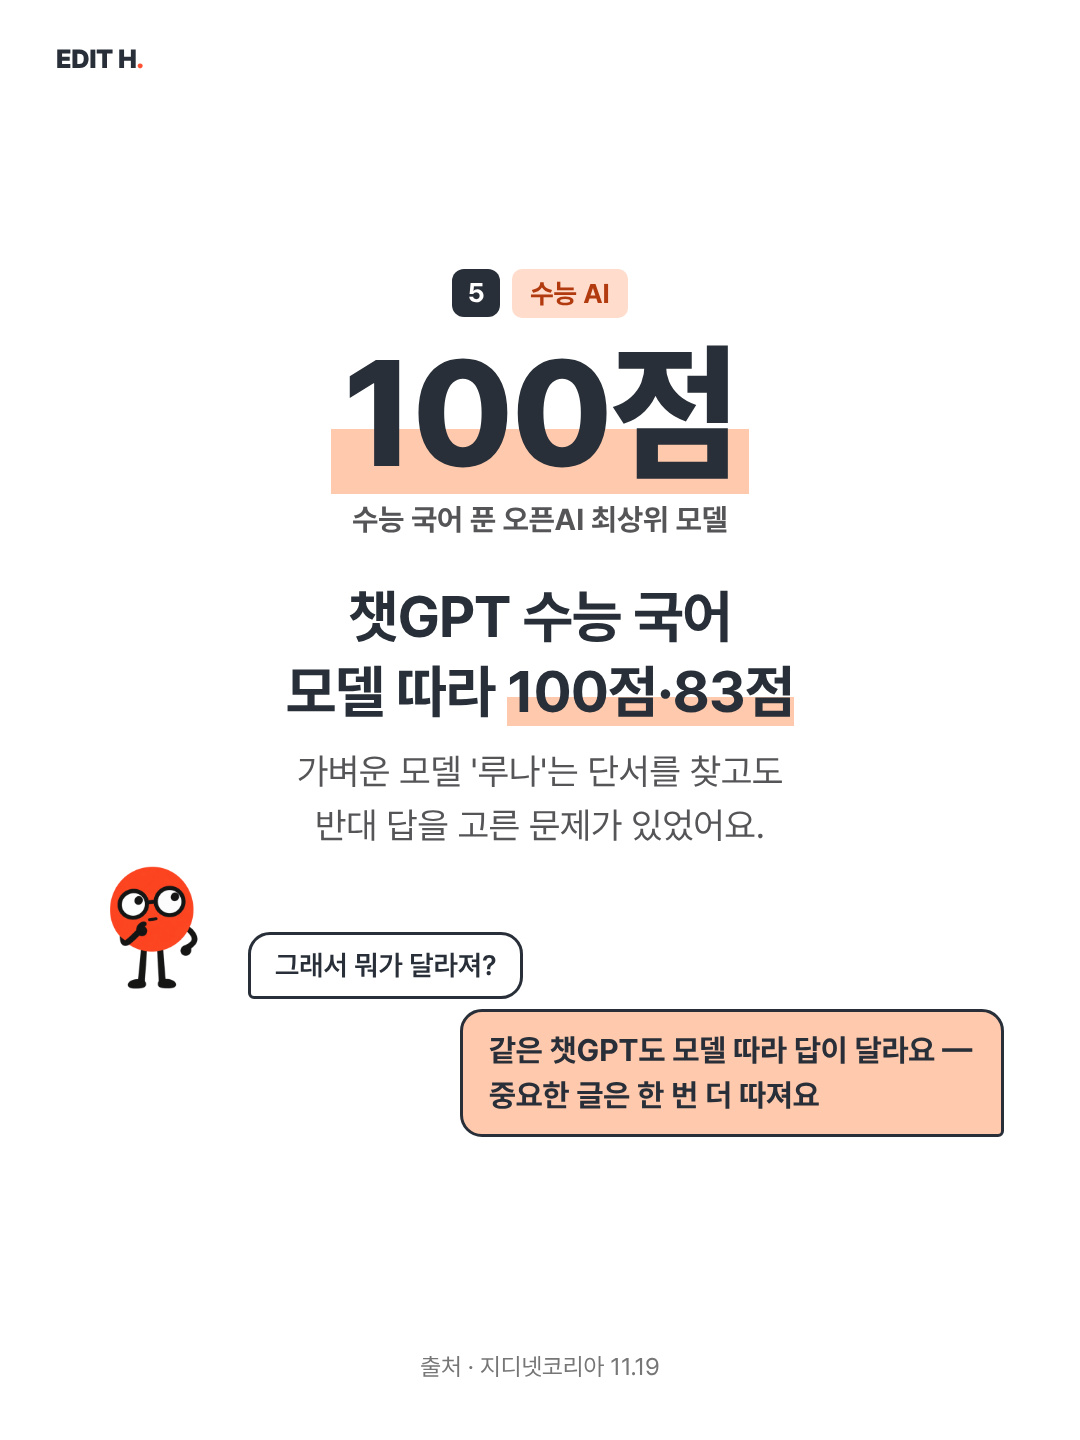 EDIT H.
5 수능 AI
100점
수능 국어 푼 오픈AI 최상위 모델
챗GPT 수능 국어
모델 따라 100점·83점
가벼운 모델 '루나'는 단서를 찾고도
반대 답을 고른 문제가 있었어요.
그래서 뭐가 달라져?
같은 챗GPT도 모델 따라 답이 달라요 —
중요한 글은 한 번 더 따져요
출처 · 지디넷코리아 11.19